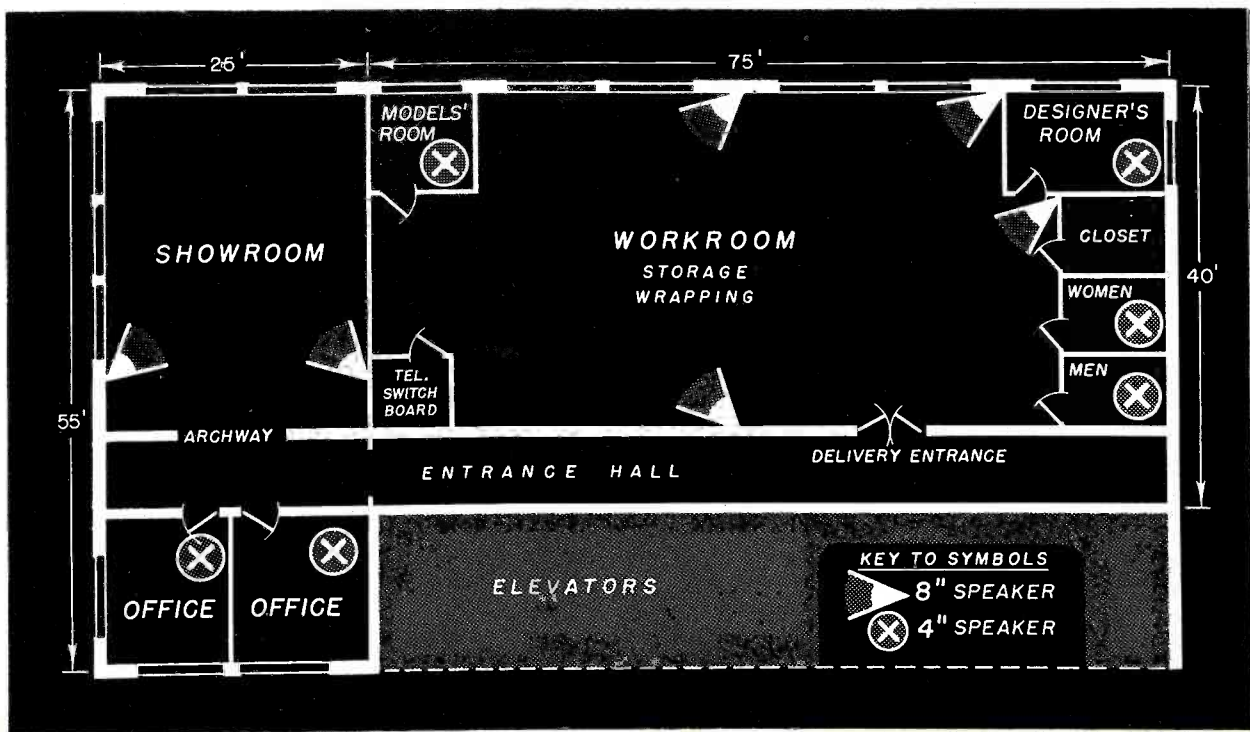 25'
75'
MODELS'
ROOM
DESIGNER'S
ROOM
SHOWROOM
WORKROOM
STORAGE
WRAPPING
CLOSET
40'
WOMEN
MEN
TEL.
SWITCH
BOARD
55'
ARCHWAY
DELIVERY ENTRANCE
ENTRANCE HALL
ELEVATORS
OFFICE
OFFICE
KEY TO SYMBOLS
8" SPEAKER
4" SPEAKER